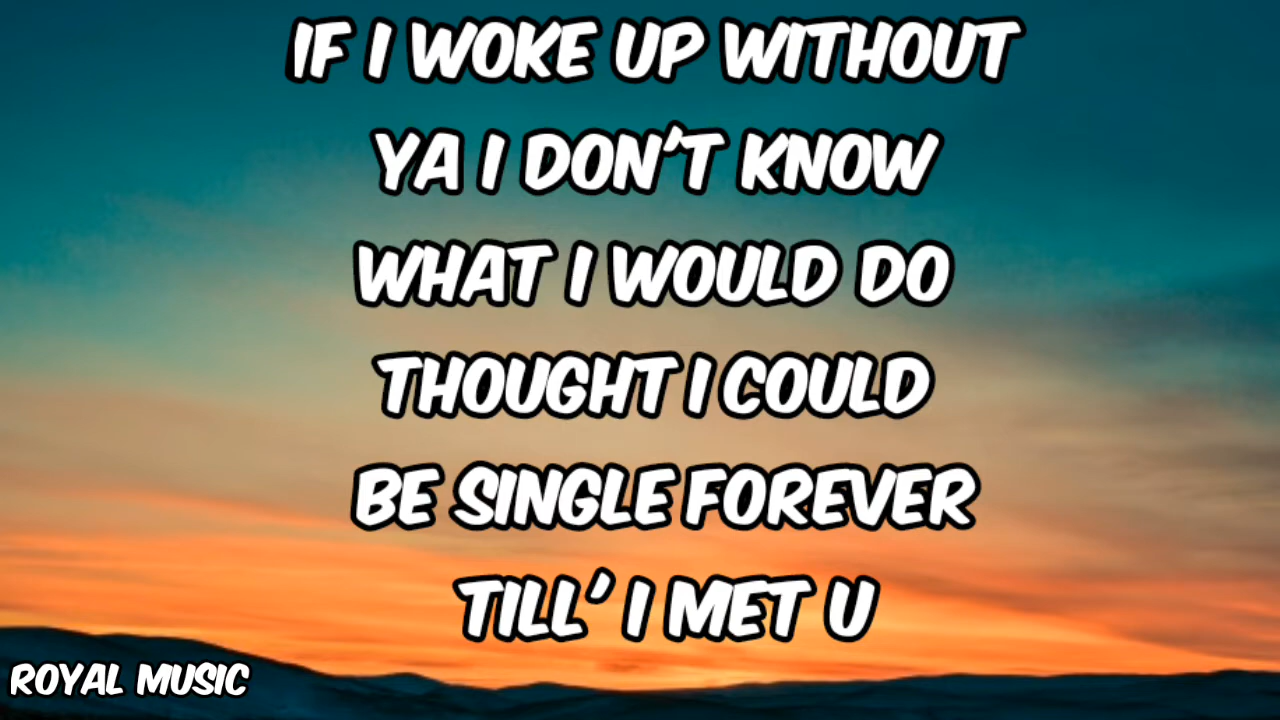 IF I WOKE UP WITHOUT
YA I DON'T KNOW
WHAT I WOULD DO
THOUGHT I COULD
BE SINGLE FOREVER
TILL' I MET U
ROYAL MUSIC